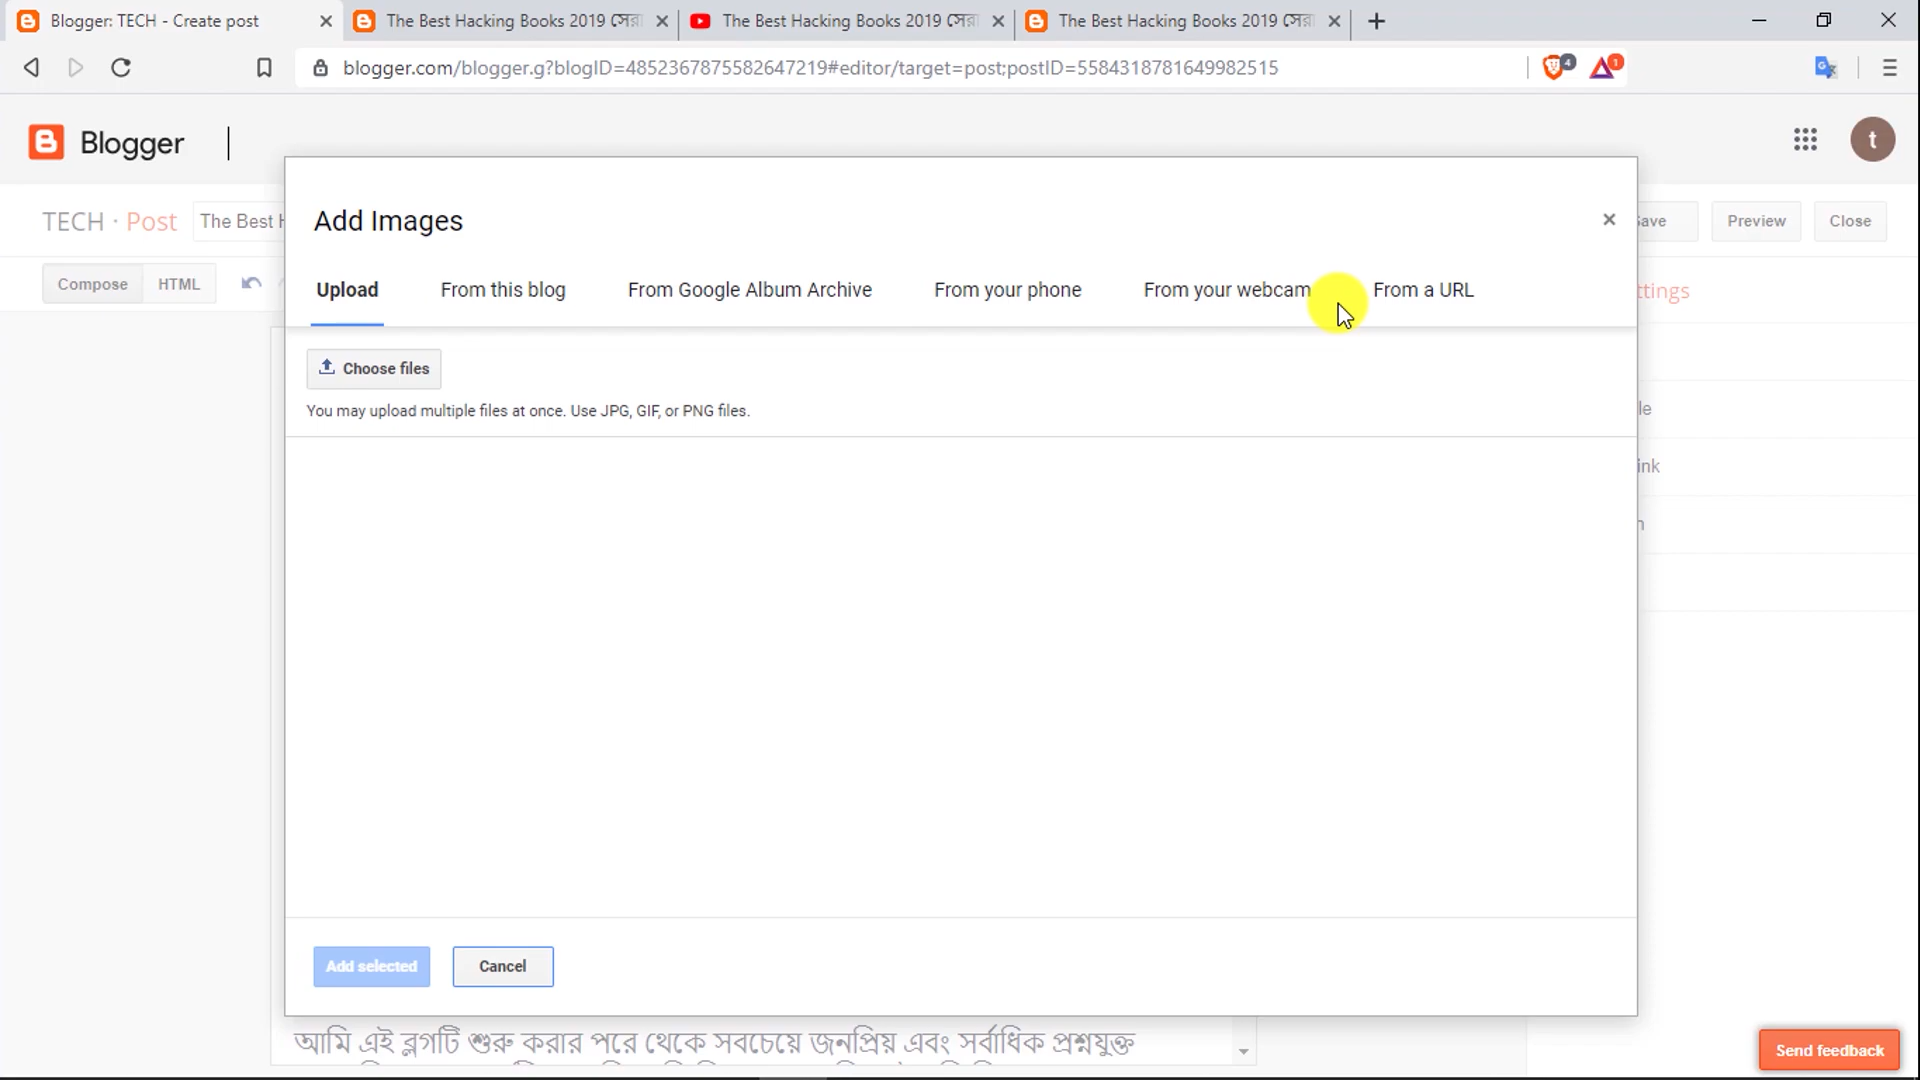 Blogger: TECH - Create post
The Best Hacking Books 2019 সেরা
The Best Hacking Books 2019 সেরা
The Best Hacking Books 2019 সেরা
blogger.com/blogger.g?blogID=4852367875582647219#editor/target=post;postID=5584318781649982515
4
1
Blogger
t
Add Images
TECH · Post
The Best H
Save
Preview
Close
Compose
HTML
Upload
From this blog
From Google Album Archive
From your phone
From your webcam
From a URL
ttings
Choose files
You may upload multiple files at once. Use JPG, GIF, or PNG files.
le
ink
n
Add selected
Cancel
আমি এই ব্লগটি শুরু করার পরে থেকে সবচেয়ে জনপ্রিয় এবং সর্বাধিক প্রশ্নযুক্ত
Send feedback